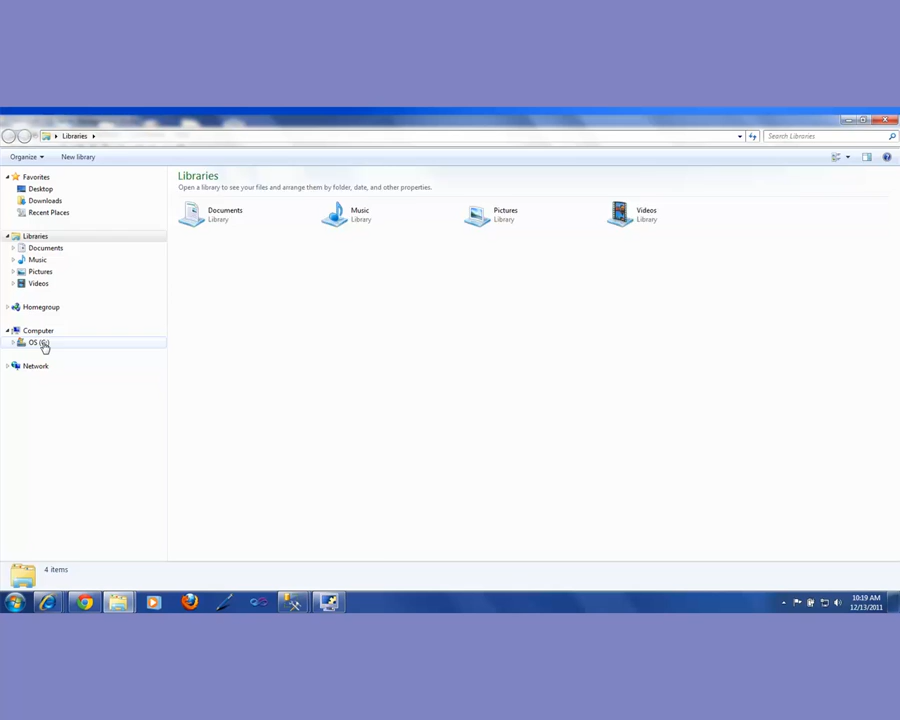 Libraries
Search Libraries
Organize
New library
Favorites
Desktop
Downloads
Recent Places
Libraries
Documents
Music
Pictures
Videos
Homegroup
Computer
OS (C:)
Network
Libraries
Open a library to see your files and arrange them by folder, date, and other properties.
Documents
Library
Music
Library
Pictures
Library
Videos
Library
4 items
10:19 AM
12/13/2011